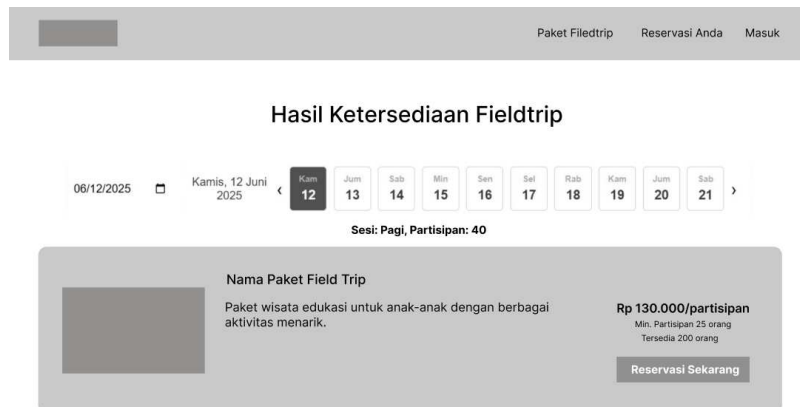 Paket Filedtrip Reservasi Anda Masuk
Hasil Ketersediaan Fieldtrip
06/12/2025 Kamis, 12 Juni 2025 ‹ Kam 12 Jum 13 Sab 14 Min 15 Sen 16 Sel 17 Rab 18 Kam 19 Jum 20 Sab 21 ›
Sesi: Pagi, Partisipan: 40
Nama Paket Field Trip
Paket wisata edukasi untuk anak-anak dengan berbagai
aktivitas menarik.
Rp 130.000/partisipan
Min. Partisipan 25 orang
Tersedia 200 orang
Reservasi Sekarang